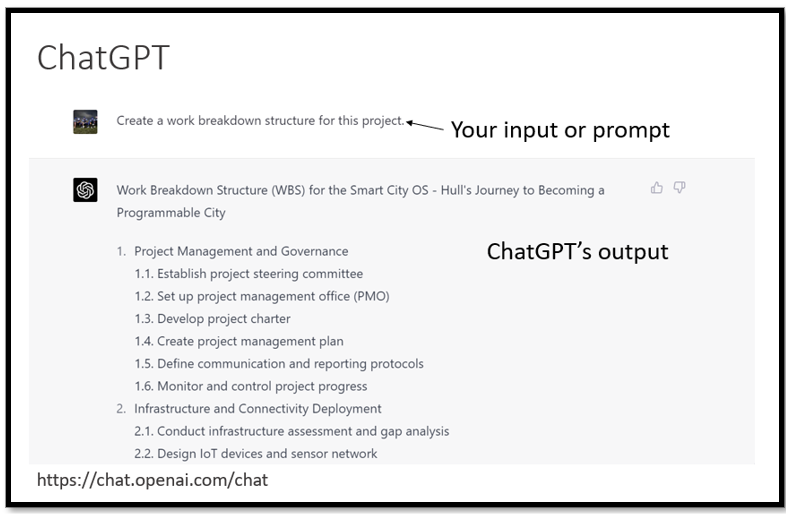 ChatGPT
Create a work breakdown structure for this project.
Your input or prompt
Work Breakdown Structure (WBS) for the Smart City OS - Hull's Journey to Becoming a
Programmable City
ChatGPT's output
1. Project Management and Governance
1.1. Establish project steering committee
1.2. Set up project management office (PMO)
1.3. Develop project charter
1.4. Create project management plan
1.5. Define communication and reporting protocols
1.6. Monitor and control project progress
2. Infrastructure and Connectivity Deployment
2.1. Conduct infrastructure assessment and gap analysis
2.2. Design IoT devices and sensor network
https://chat.openai.com/chat